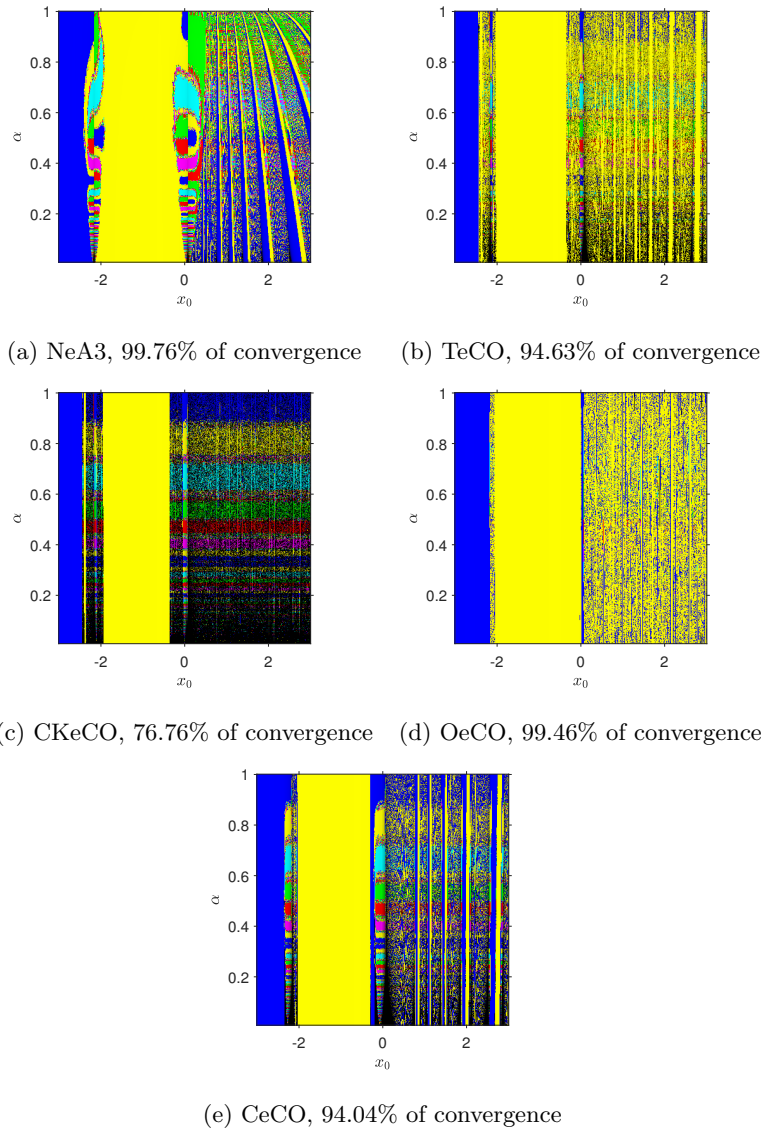 1
0.8
0.6
α
0.4
0.2
-2 0 2
x0
1
0.8
0.6
α
0.4
0.2
-2 0 2
x0
(a) NeA3, 99.76% of convergence (b) TeCO, 94.63% of convergence
1
0.8
0.6
α
0.4
0.2
-2 0 2
x0
1
0.8
0.6
α
0.4
0.2
-2 0 2
x0
c) CKeCO, 76.76% of convergence (d) OeCO, 99.46% of convergence
1
0.8
0.6
α
0.4
0.2
-2 0 2
x0
(e) CeCO, 94.04% of convergence